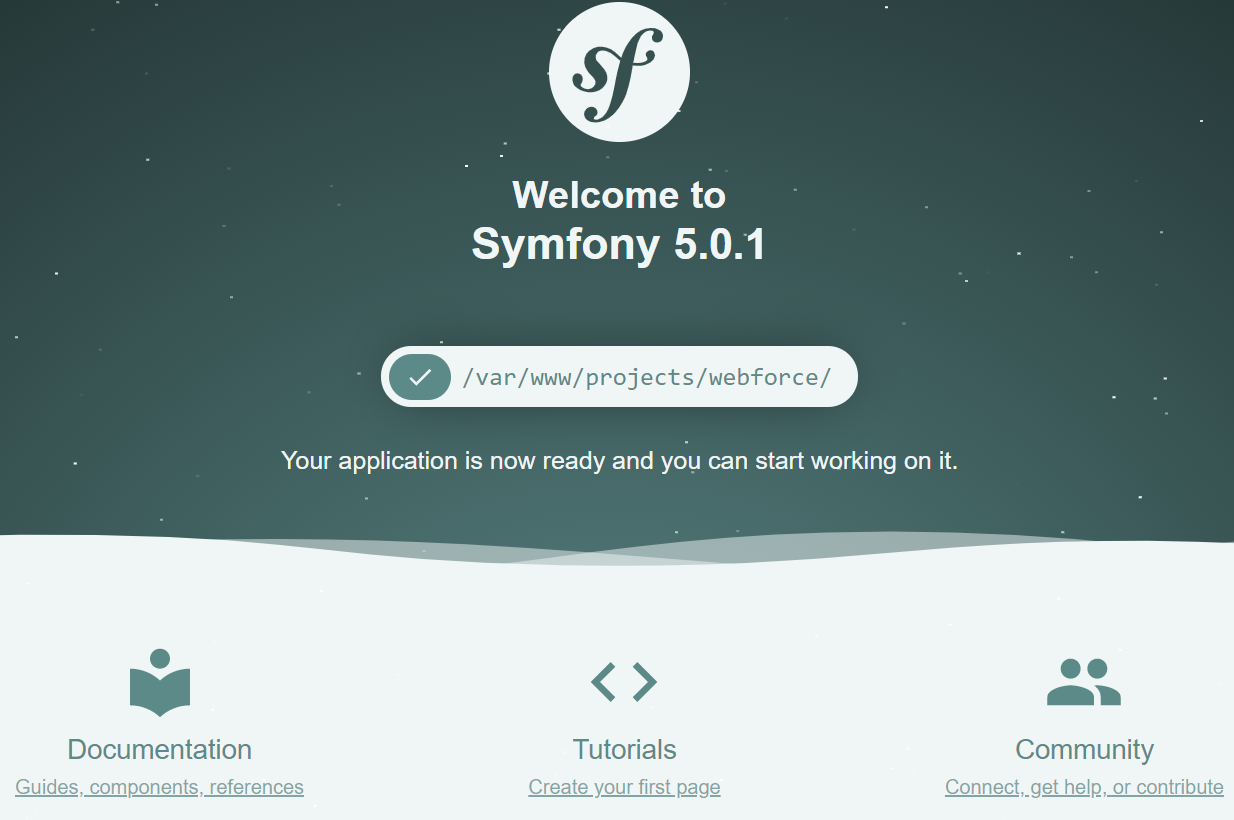 sf
Welcome to
Symfony 5.0.1
/var/www/projects/webforce/
Your application is now ready and you can start working on it.
Documentation
Guides, components, references
Tutorials
Create your first page
Community
Connect, get help, or contribute